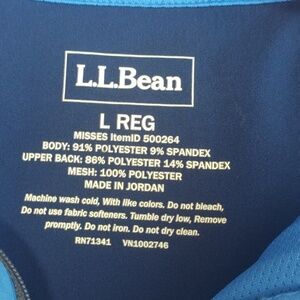 L.L.Bean
L REG
MISSES ItemID 500264
BODY: 91% POLYESTER 9% SPANDEX
UPPER BACK: 86% POLYESTER 14% SPANDEX
MESH: 100% POLYESTER
MADE IN JORDAN
Machine wash cold, With like colors. Do not bleach,
Do not use fabric softeners. Tumble dry low, Remove
promptly. Do not iron. Do not dry clean.
RN71341 VN1002746